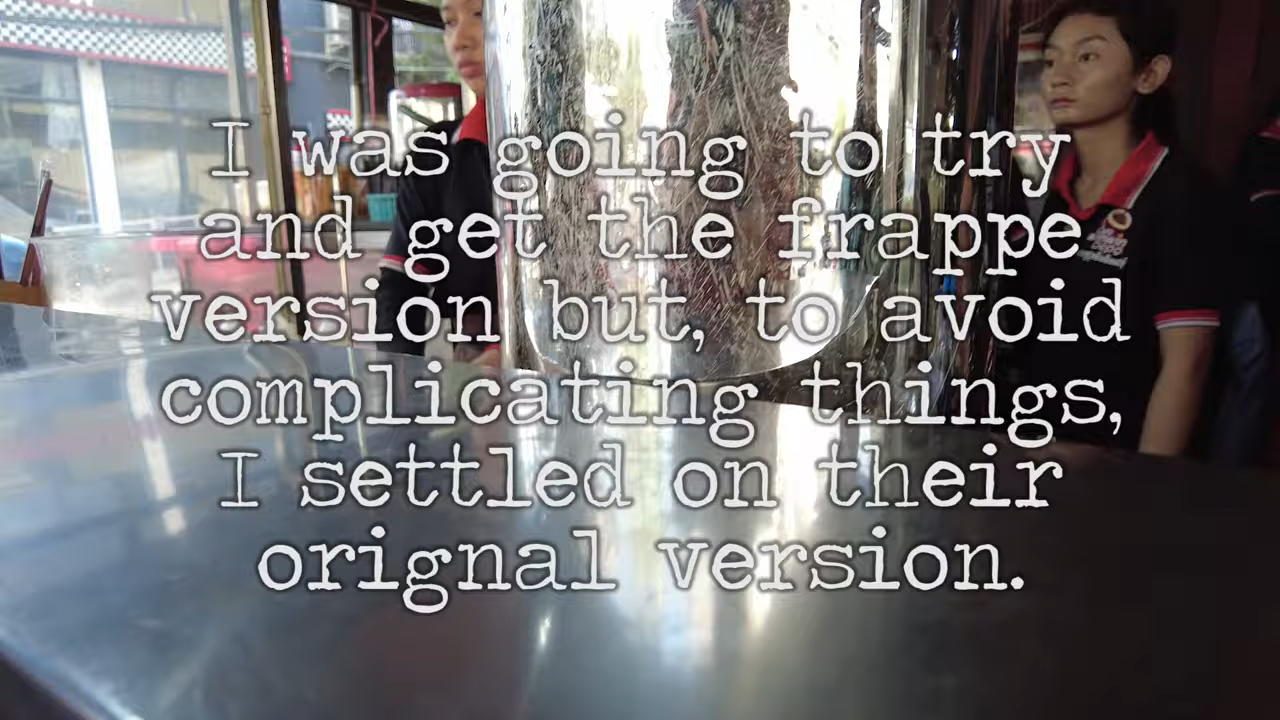 I was going to try
and get the frappe
version but, to avoid
complicating things,
I settled on their
orignal version.